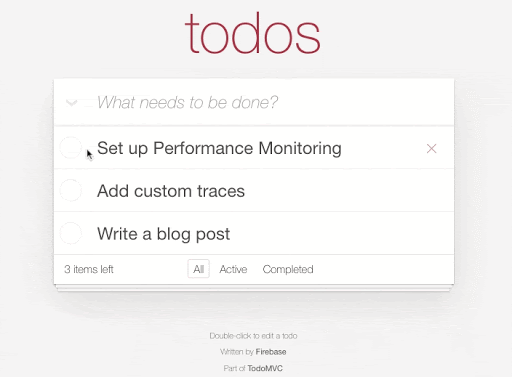 todos
What needs to be done?
Set up Performance Monitoring
Add custom traces
Write a blog post
3 items left All Active Completed
Double-click to edit a todo
Written by Firebase
Part of TodoMVC